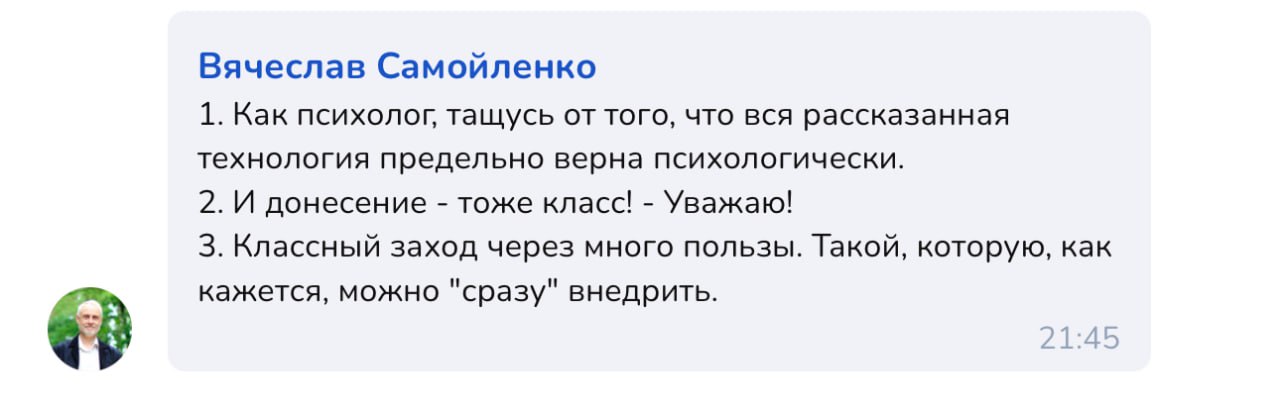 Вячеслав Самойленко
1. Как психолог, тащусь от того, что вся рассказанная
технология предельно верна психологически.
2. И донесение - тоже класс! - Уважаю!
3. Классный заход через много пользы. Такой, которую, как
кажется, можно "сразу" внедрить.
21:45